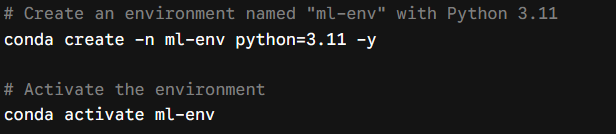 # Create an environment named "ml-env" with Python 3.11
conda create -n ml-env python=3.11 -y
# Activate the environment
conda activate ml-env